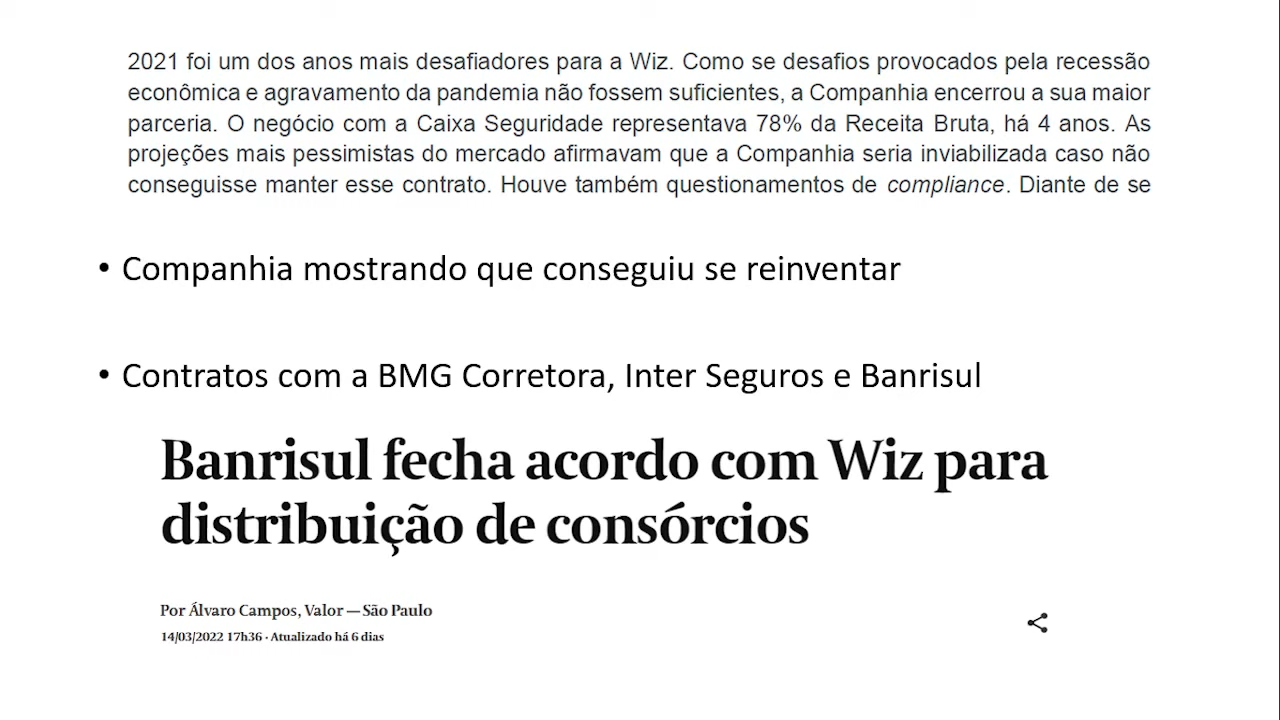 2021 foi um dos anos mais desafiadores para a Wiz. Como se desafios provocados pela recessão
econômica e agravamento da pandemia não fossem suficientes, a Companhia encerrou a sua maior
parceria. O negócio com a Caixa Seguridade representava 78% da Receita Bruta, há 4 anos. As
projeções mais pessimistas do mercado afirmavam que a Companhia seria inviabilizada caso não
conseguisse manter esse contrato. Houve também questionamentos de compliance. Diante de se
• Companhia mostrando que conseguiu se reinventar
• Contratos com a BMG Corretora, Inter Seguros e Banrisul
Banrisul fecha acordo com Wiz para
distribuição de consórcios
Por Álvaro Campos, Valor — São Paulo
14/03/2022 17h36 · Atualizado há 6 dias